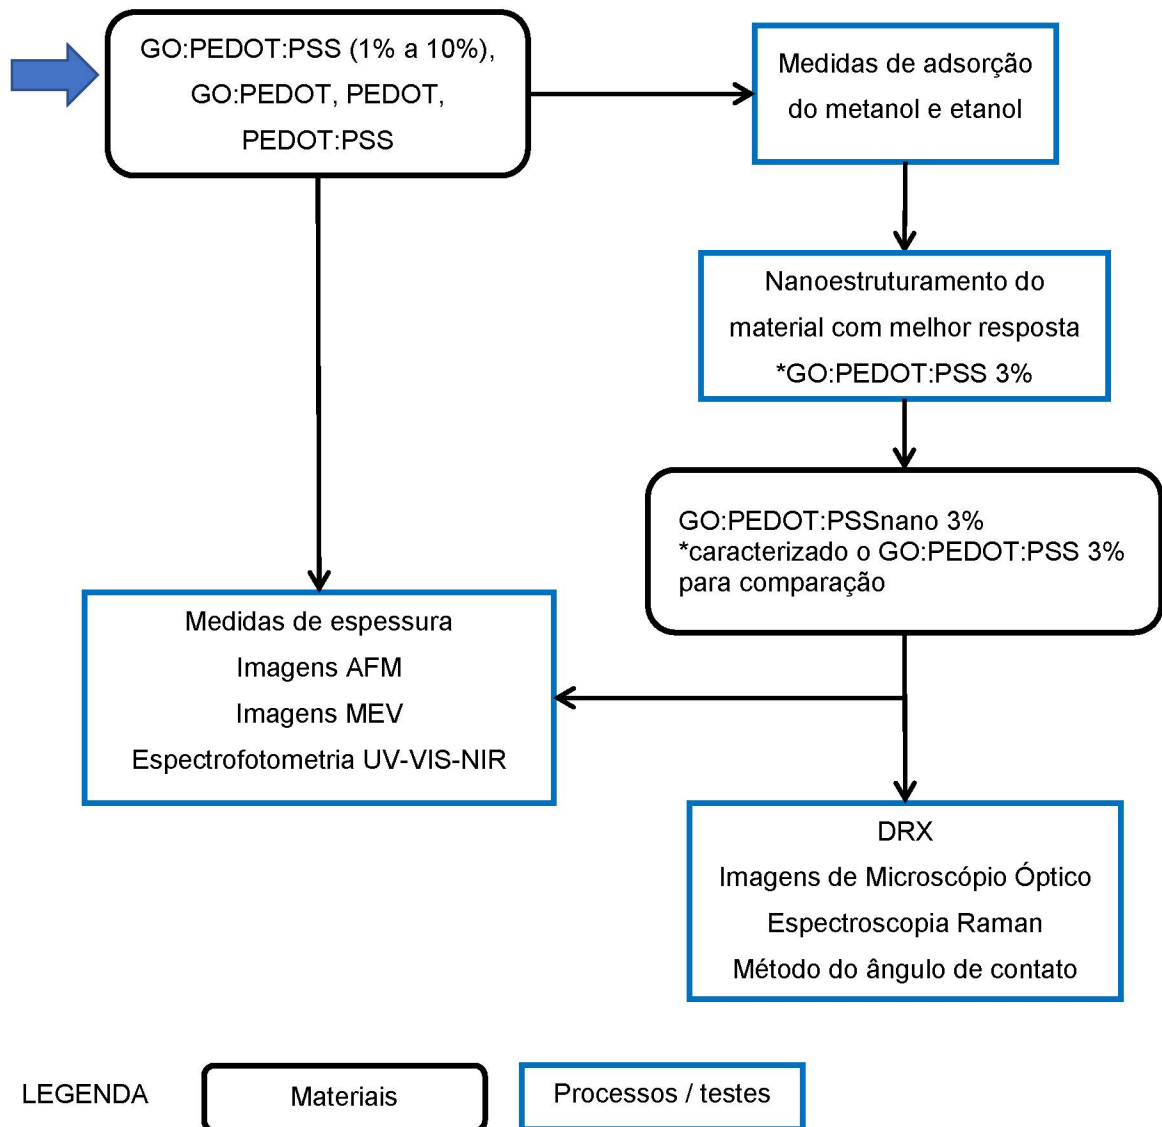 GO:PEDOT:PSS (1% a 10%),
GO:PEDOT, PEDOT,
PEDOT:PSS
Medidas de adsorção
do metanol e etanol
Nanoestruturamento do
material com melhor resposta
*GO:PEDOT:PSS 3%
GO:PEDOT:PSSnano 3%
*caracterizado o GO:PEDOT:PSS 3%
para comparação
Medidas de espessura
Imagens AFM
Imagens MEV
Espectrofotometria UV-VIS-NIR
DRX
Imagens de Microscópio Óptico
Espectroscopia Raman
Método do ângulo de contato
LEGENDA
Materiais
Processos / testes